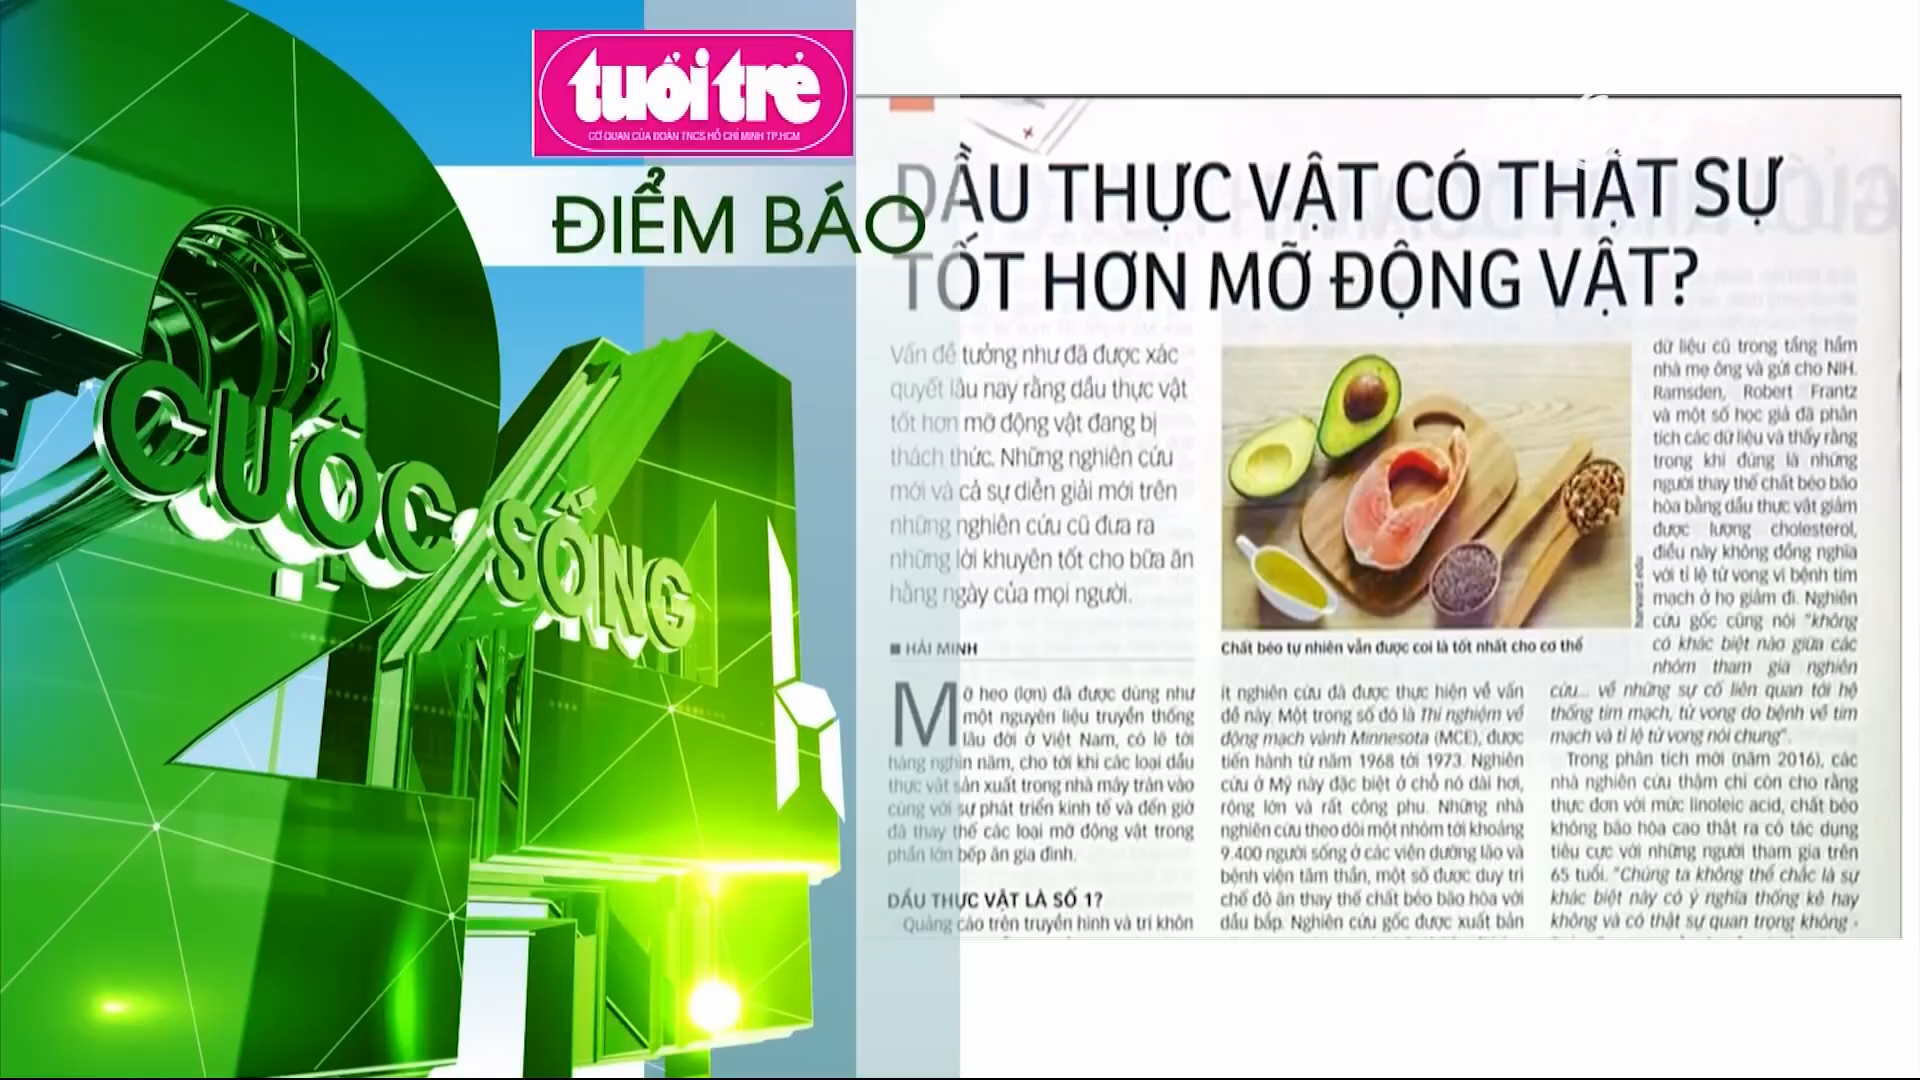 tuổi trẻ
CƠ QUAN CỦA ĐOÀN TNCS HỒ CHÍ MINH TP.HCM
ĐIỂM BÁO
CUỘC SỐNG
24h
DẦU THỰC VẬT CÓ THẬT SỰ
TỐT HƠN MỠ ĐỘNG VẬT?
Vấn đề tưởng như đã được xác
quyết lâu nay rằng dầu thực vật
tốt hơn mỡ động vật đang bị
thách thức. Những nghiên cứu
mới và cả sự diễn giải mới trên
những nghiên cứu cũ đưa ra
những lời khuyên tốt cho bữa ăn
hằng ngày của mọi người.
HẢI MINH
Mỡ heo (lợn) đã được dùng như
một nguyên liệu truyền thống
lâu đời ở Việt Nam, có lẽ tới
hàng nghìn năm, cho tới khi các loại dầu
thực vật sản xuất trong nhà máy tràn vào
cùng với sự phát triển kinh tế và đến giờ
đã thay thế các loại mỡ động vật trong
phần lớn bếp ăn gia đình.
DẦU THỰC VẬT LÀ SỐ 1?
Quảng cáo trên truyền hình và trí khôn
harvard.edu
Chất béo tự nhiên vẫn được coi là tốt nhất cho cơ thể
ít nghiên cứu đã được thực hiện về vấn
đề này. Một trong số đó là Thí nghiệm về
động mạch vành Minnesota (MCE), được
tiến hành từ năm 1968 tới 1973. Nghiên
cứu ở Mỹ này đặc biệt ở chỗ nó dài hơi,
rộng lớn và rất công phu. Những nhà
nghiên cứu theo dõi một nhóm tới khoảng
9.400 người sống ở các viện dưỡng lão và
bệnh viện tâm thần, một số được duy trì
chế độ ăn thay thế chất béo bão hòa với
dầu bắp. Nghiên cứu gốc được xuất bản
dữ liệu cũ trong tầng hầm
nhà mẹ ông và gửi cho NIH.
Ramsden, Robert Frantz
và một số học giả đã phân
tích các dữ liệu và thấy rằng
trong khi đúng là những
người thay thế chất béo bão
hòa bằng dầu thực vật giảm
được lượng cholesterol,
điều này không đồng nghĩa
với tỉ lệ tử vong vì bệnh tim
mạch ở họ giảm đi. Nghiên
cứu gốc cũng nói "không
có khác biệt nào giữa các
nhóm tham gia nghiên
cứu... về những sự cố liên quan tới hệ
thống tim mạch, tử vong do bệnh về tim
mạch và tỉ lệ tử vong nói chung".
Trong phân tích mới (năm 2016), các
nhà nghiên cứu thậm chí còn cho rằng
thực đơn với mức linoleic acid, chất béo
không bão hòa cao thật ra có tác dụng
tiêu cực với những người tham gia trên
65 tuổi. "Chúng ta không thể chắc là sự
khác biệt này có ý nghĩa thống kê hay
không và có thật sự quan trọng không -